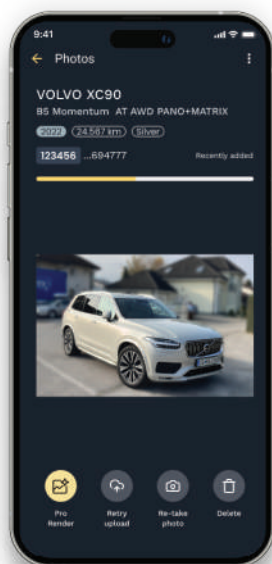 9:41
Photos
VOLVO XC90
B5 Momentum AT AWD PANO+MATRIX
2022 24.567 km Silver
123456 ...694777 Recently added
Pro Render
Retry upload
Re-take photo
Delete